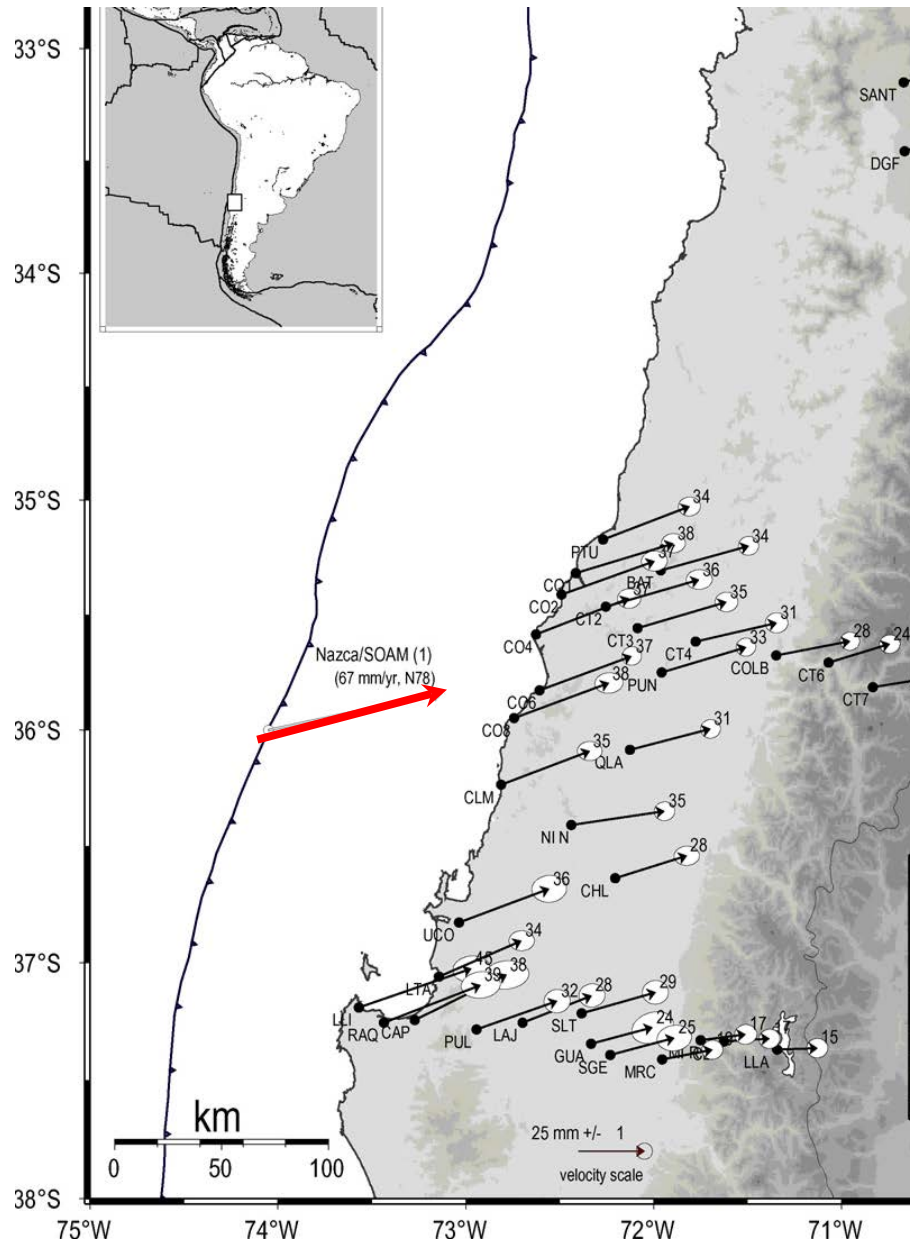 33°S
SANT
DGF
34°S
34
35°S
PTU
38
34
37
CO1
BAT
36
CO2
37
CT2
35
CO4
CT3
31
28
24
Nazca/SOAM (1)
(67 mm/yr, N78)
37
33
CT4
COLB
CT6
38
PUN
CT7
CO6
36°S
CO8
31
35
QLA
CLM
35
NIN
28
36
CHL
UCO
34
37°S
LTA
38
39
29
LLI
32
28
RAQ
CAP
SLT
24
17
PUL
LAJ
25
GUA
15
SGE
MRC
LLA
km
25 mm +/- 1
0 50 100
velocity scale
38°S
75°W 74°W 73°W 72°W 71°W